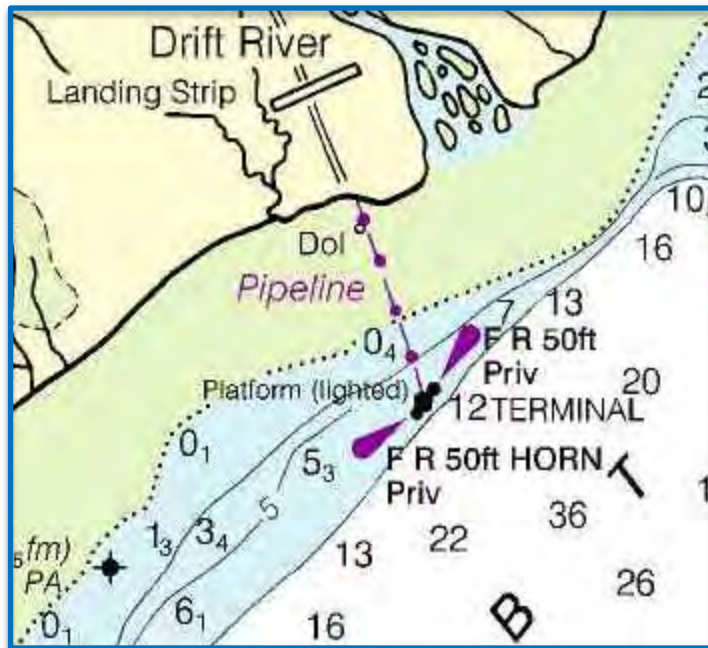 Drift River
Landing Strip
Dol
Pipeline
10
16
13
7
0₄
F R 50ft
Priv
20
Platform (lighted)
12 TERMINAL
0₁
5₃
F R 50ft HORN
Priv
T
5
36
1₃
3₄
22
fm)
PA
13
26
0₁
6₁
16
B